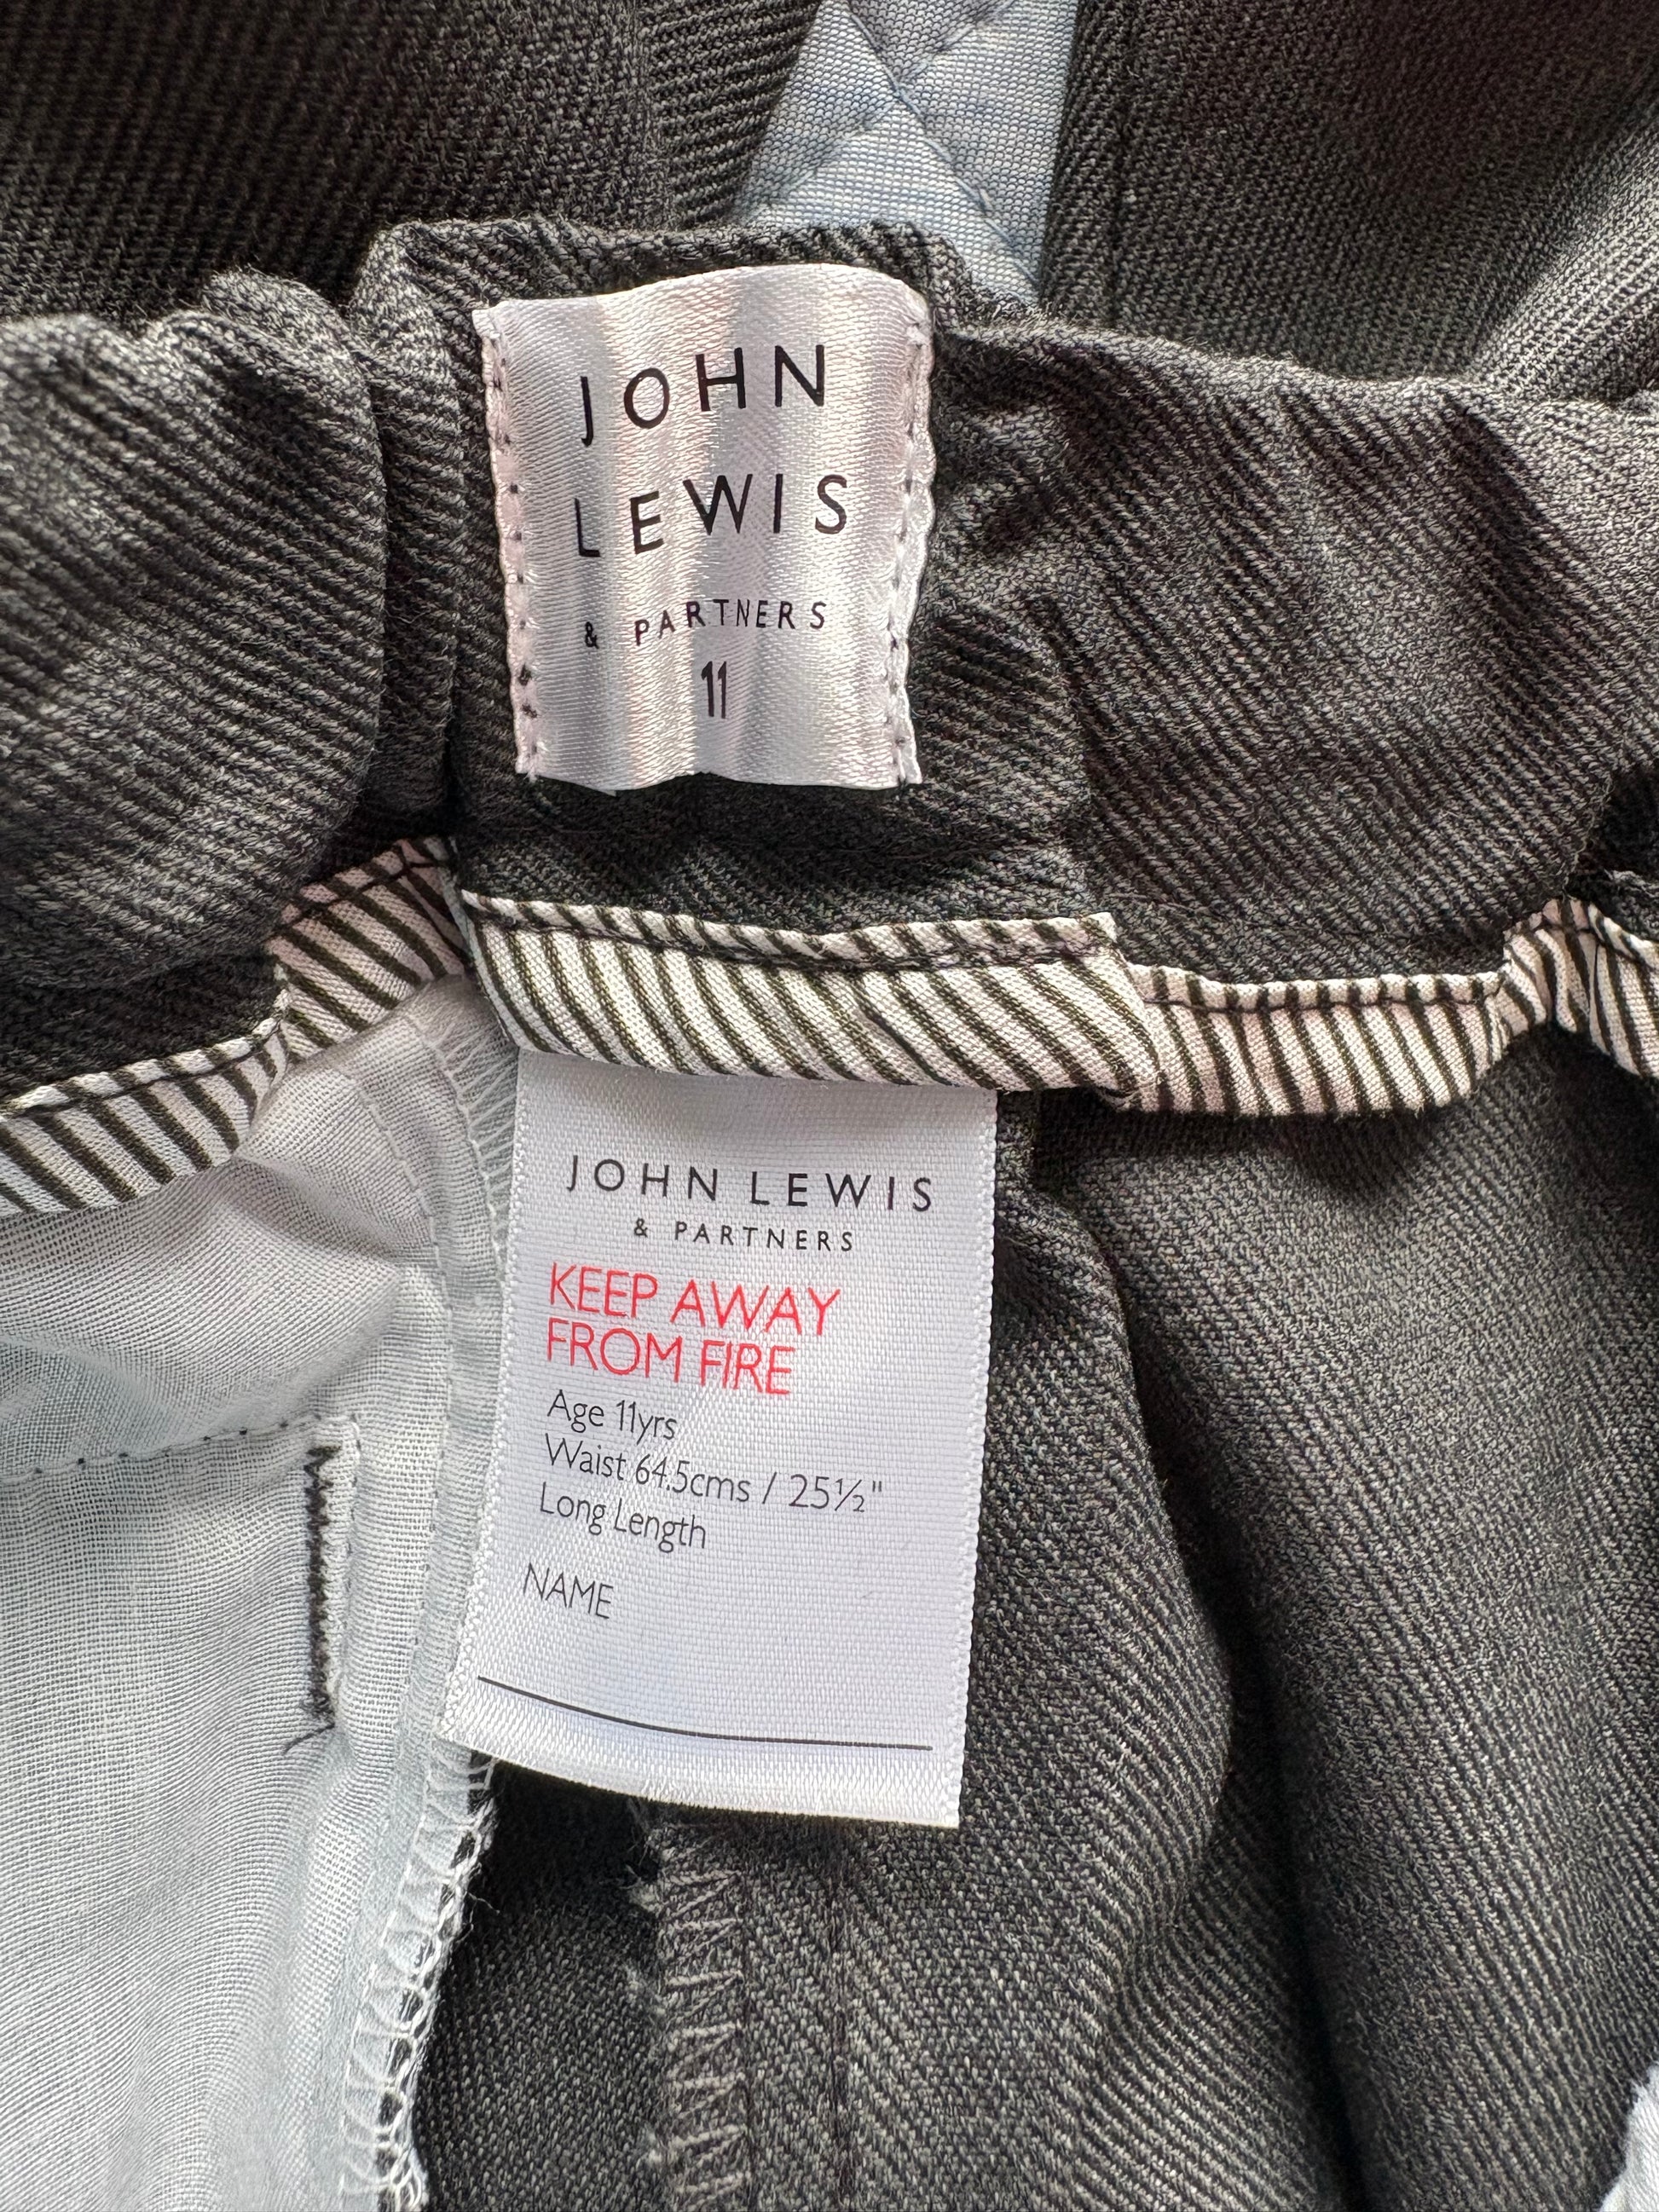 JOHN
LEWIS
& PARTNERS
11
JOHN LEWIS
& PARTNERS
KEEP AWAY
FROM FIRE
Age 11yrs
Waist 64.5cms / 25½"
Long Length
NAME